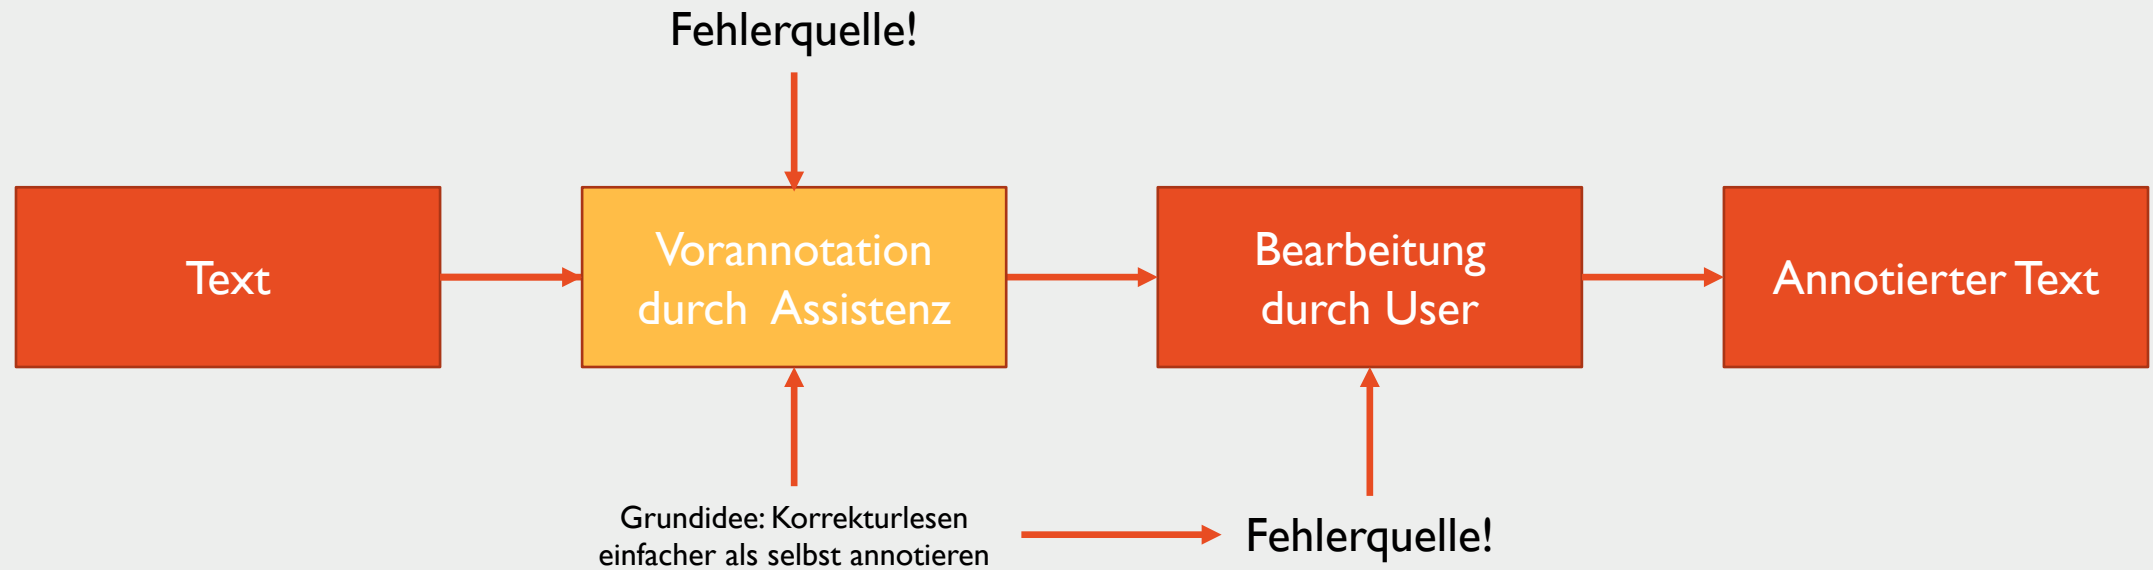 Fehlerquelle!
Text
Vorannotation
durch Assistenz
Bearbeitung
durch User
Annotierter Text
Grundidee: Korrekturlesen
einfacher als selbst annotieren
Fehlerquelle!